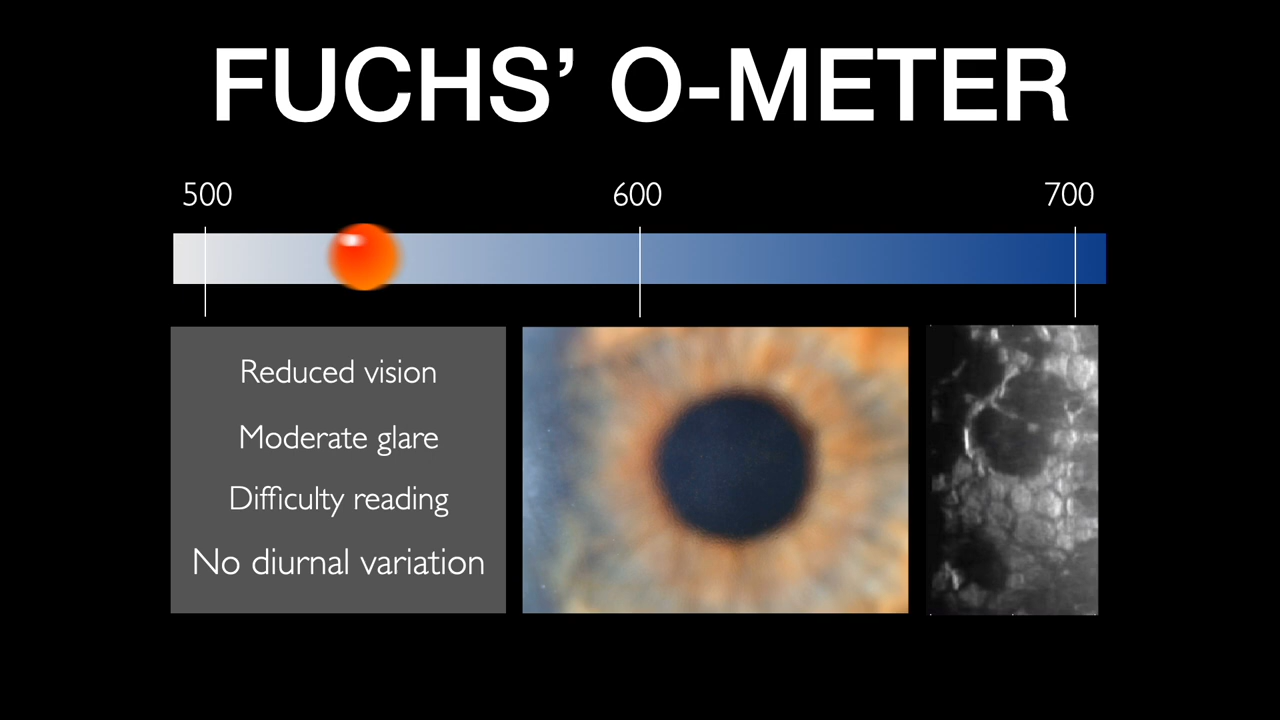 FUCHS’ O-METER
500 600 700
Reduced vision
Moderate glare
Difficulty reading
No diurnal variation